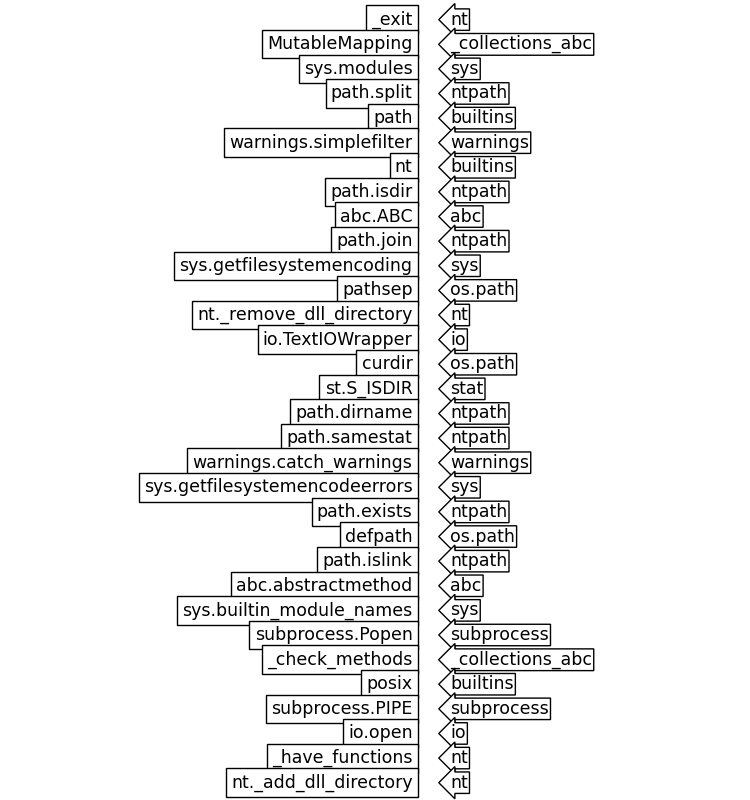 _exit nt
MutableMapping _collections_abc
sys.modules sys
path.split ntpath
path builtins
warnings.simplefilter warnings
nt builtins
path.isdir ntpath
abc.ABC abc
path.join ntpath
sys.getfilesystemencoding sys
pathsep os.path
nt._remove_dll_directory nt
io.TextIOWrapper io
curdir os.path
st.S_ISDIR stat
path.dirname ntpath
path.samestat ntpath
warnings.catch_warnings warnings
sys.getfilesystemencodeerrors sys
path.exists ntpath
defpath os.path
path.islink ntpath
abc.abstractmethod abc
sys.builtin_module_names sys
subprocess.Popen subprocess
_check_methods _collections_abc
posix builtins
subprocess.PIPE subprocess
io.open io
_have_functions nt
nt._add_dll_directory nt